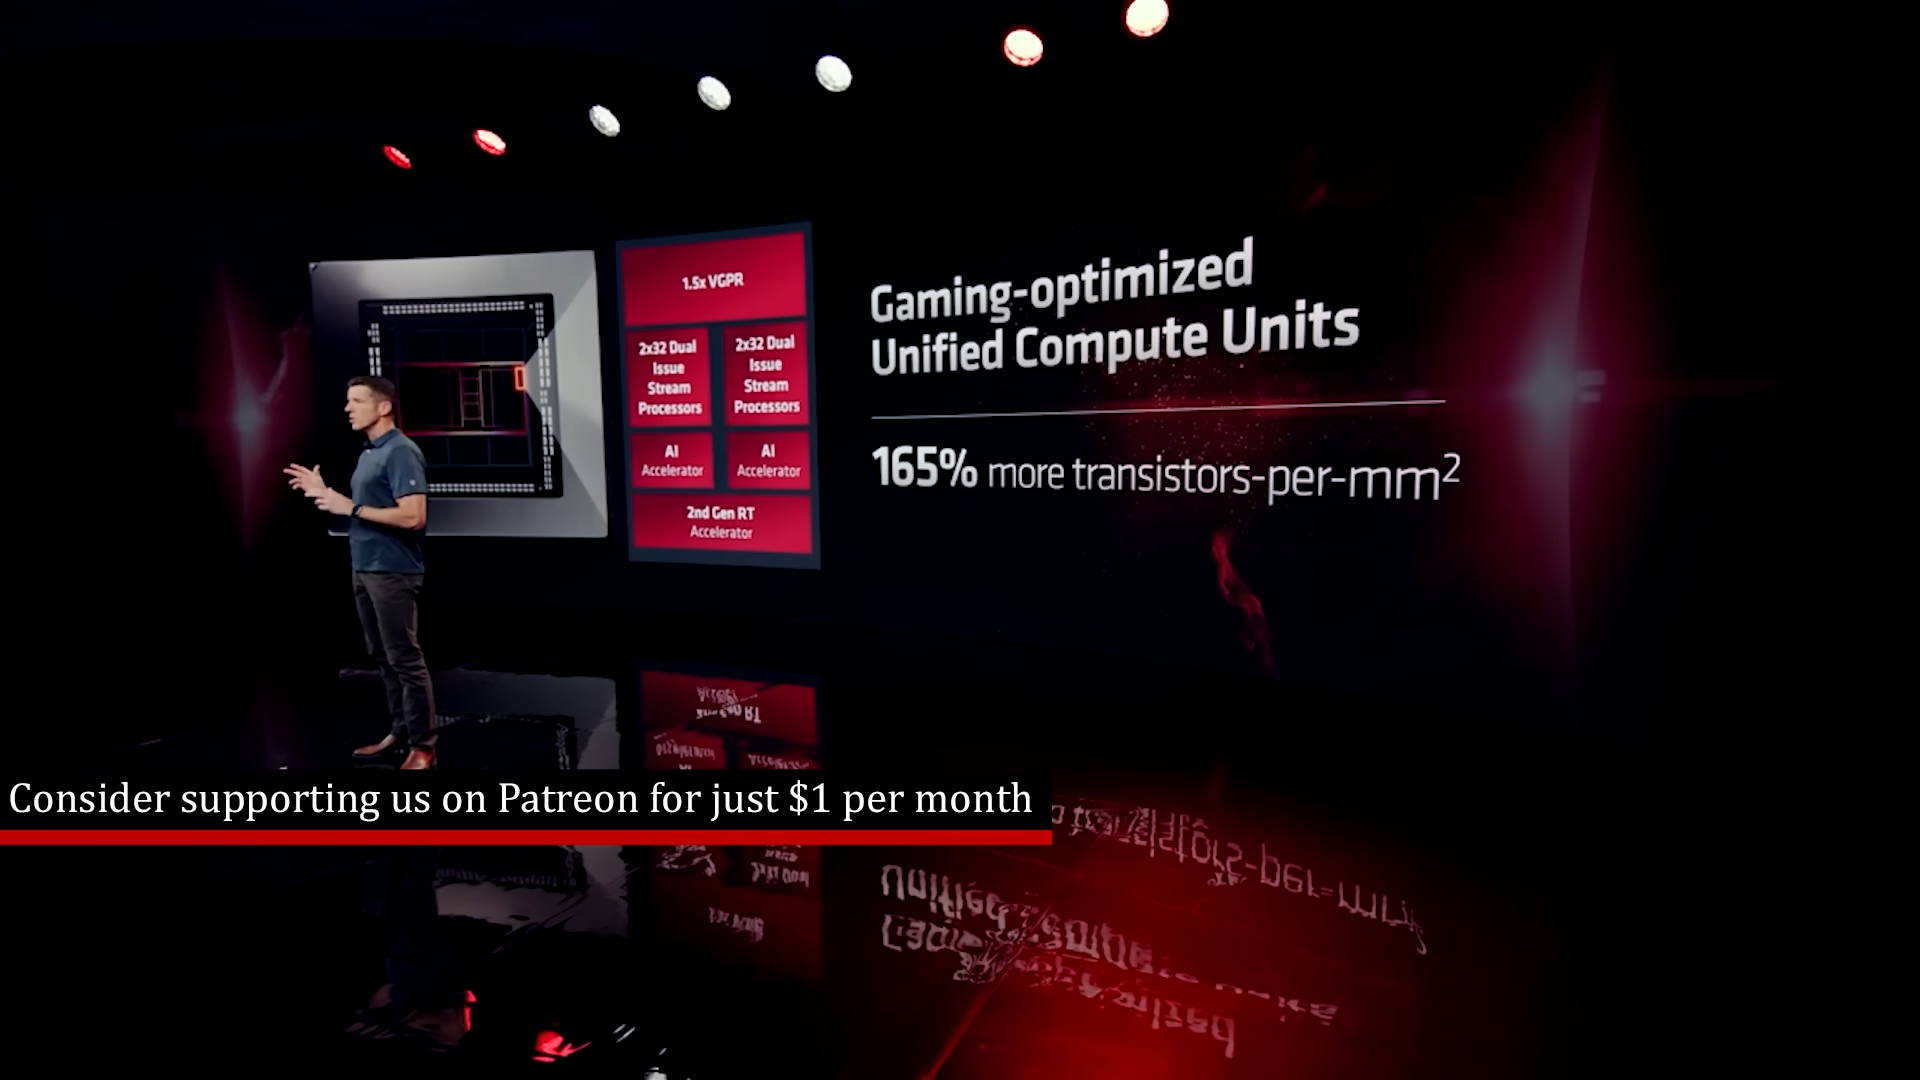 1.5x VGPR
2x32 Dual
Issue
Stream
Processors
2x32 Dual
Issue
Stream
Processors
AI
Accelerator
AI
Accelerator
2nd Gen RT
Accelerator
Gaming-optimized
Unified Compute Units
165% more transistors-per-mm²
Consider supporting us on Patreon for just $1 per month